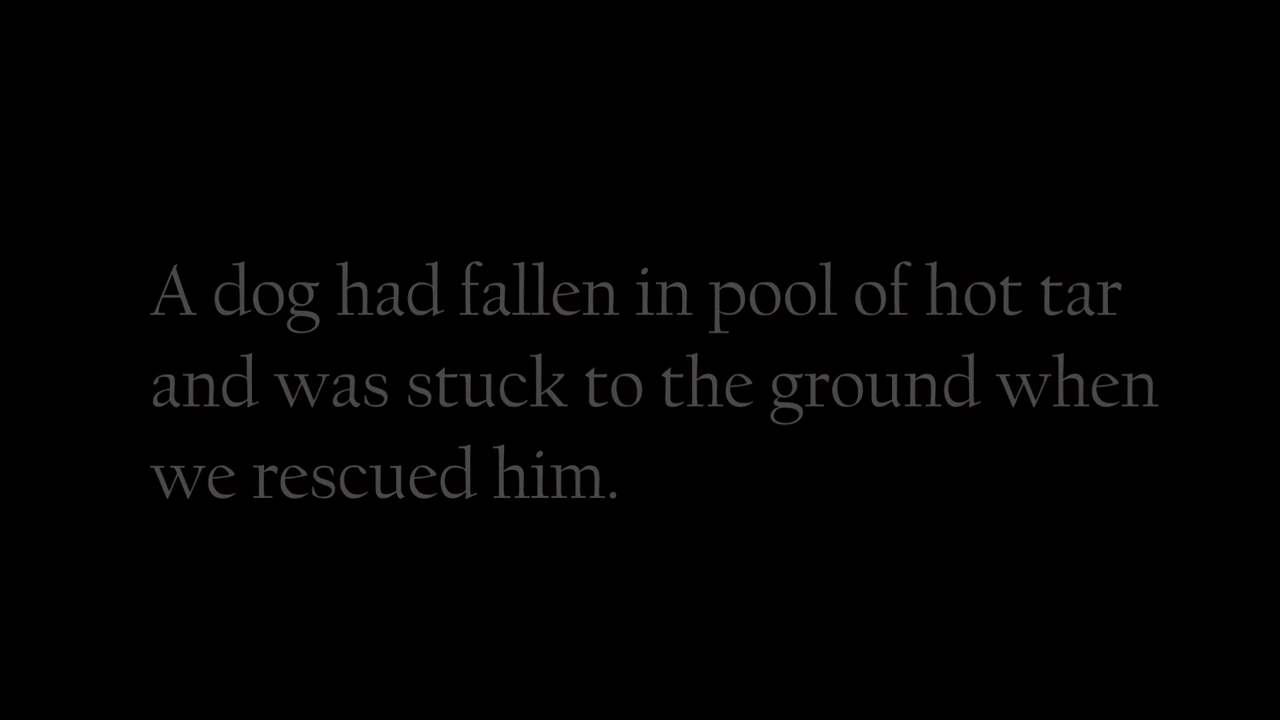 A dog had fallen in pool of hot tar
and was stuck to the ground when
we rescued him.